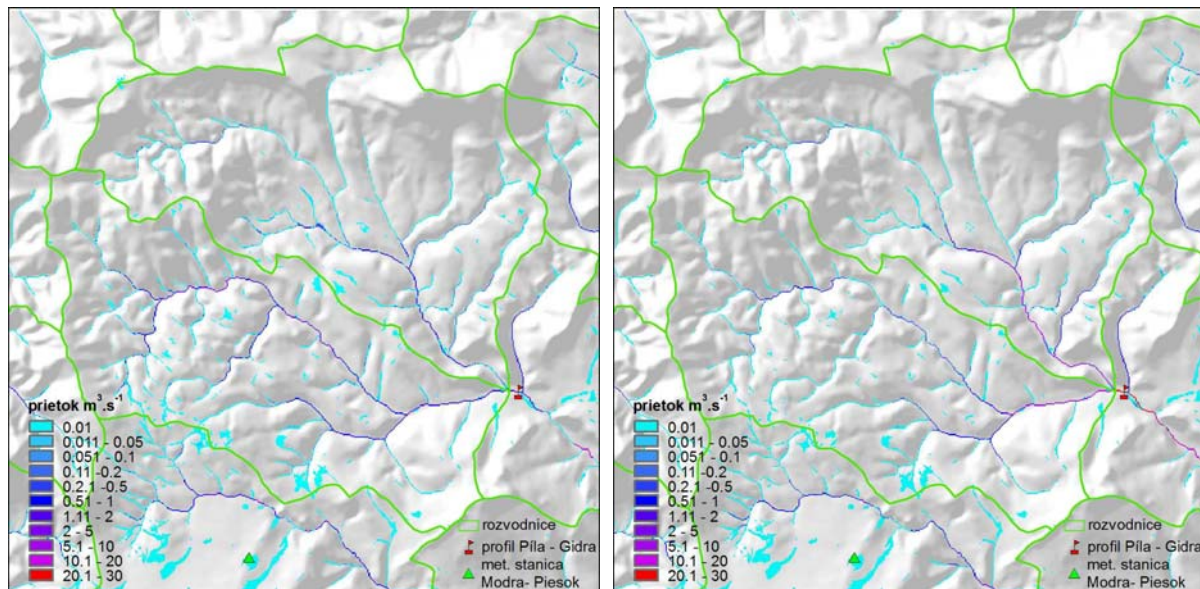 prietok m³.s⁻¹
0.01
0.011 - 0.05
0.051 - 0.1
0.11 -0.2
0.2.1 -0.5
0.51 - 1
1.11 - 2
2 - 5
5.1 - 10
10.1 - 20
20.1 - 30
rozvodnice
profil Píla - Gidra
met. stanica
Modra- Piesok
prietok m³.s⁻¹
0.01
0.011 - 0.05
0.051 - 0.1
0.11 -0.2
0.2.1 -0.5
0.51 - 1
1.11 - 2
2 - 5
5.1 - 10
10.1 - 20
20.1 - 30
rozvodnice
profil Píla - Gidra
met. stanica
Modra- Piesok